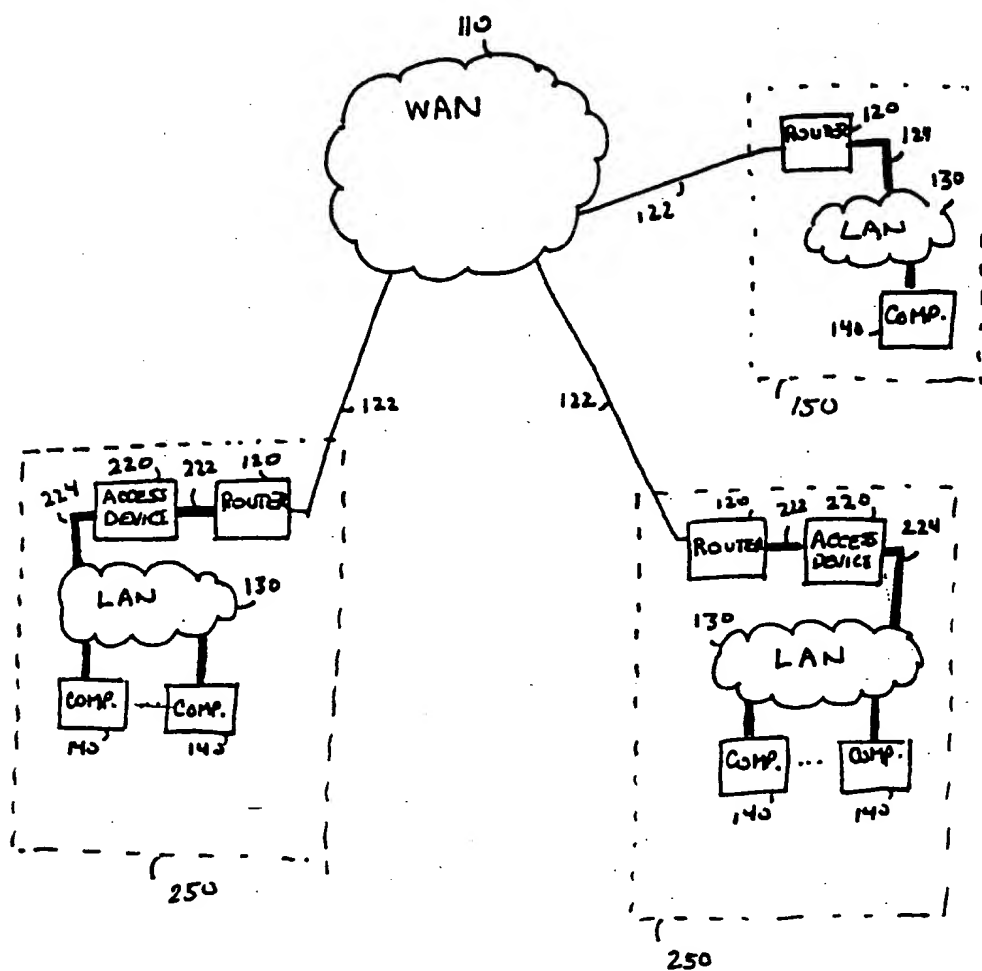 110
WAN
ROUTER
120
124
130
LAN
140
COMP.
150
122
122
122
220
222
120
224
ACCESS
DEVICE
ROUTER
LAN
130
COMP.
COMP.
140
140
250
120
222
220
224
ROUTER
ACCESS
DEVICE
130
LAN
COMP. ... COMP.
140
140
250